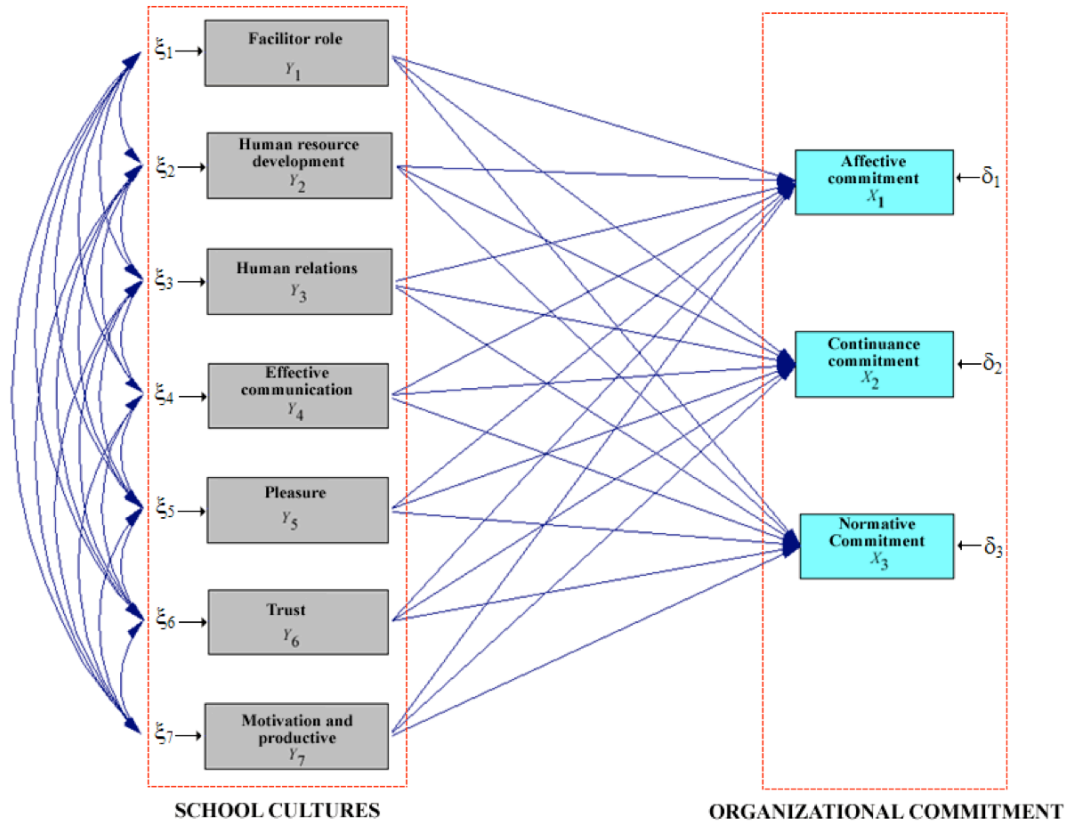 ξ1
Facilitor role
Y1
ξ2
Human resource
development
Y2
ξ3
Human relations
Y3
ξ4
Effective
communication
Y4
ξ5
Pleasure
Y5
ξ6
Trust
Y6
ξ7
Motivation and
productive
Y7
SCHOOL CULTURES
Affective
commitment
X1
δ1
Continuance
commitment
X2
δ2
Normative
Commitment
X3
δ3
ORGANIZATIONAL COMMITMENT